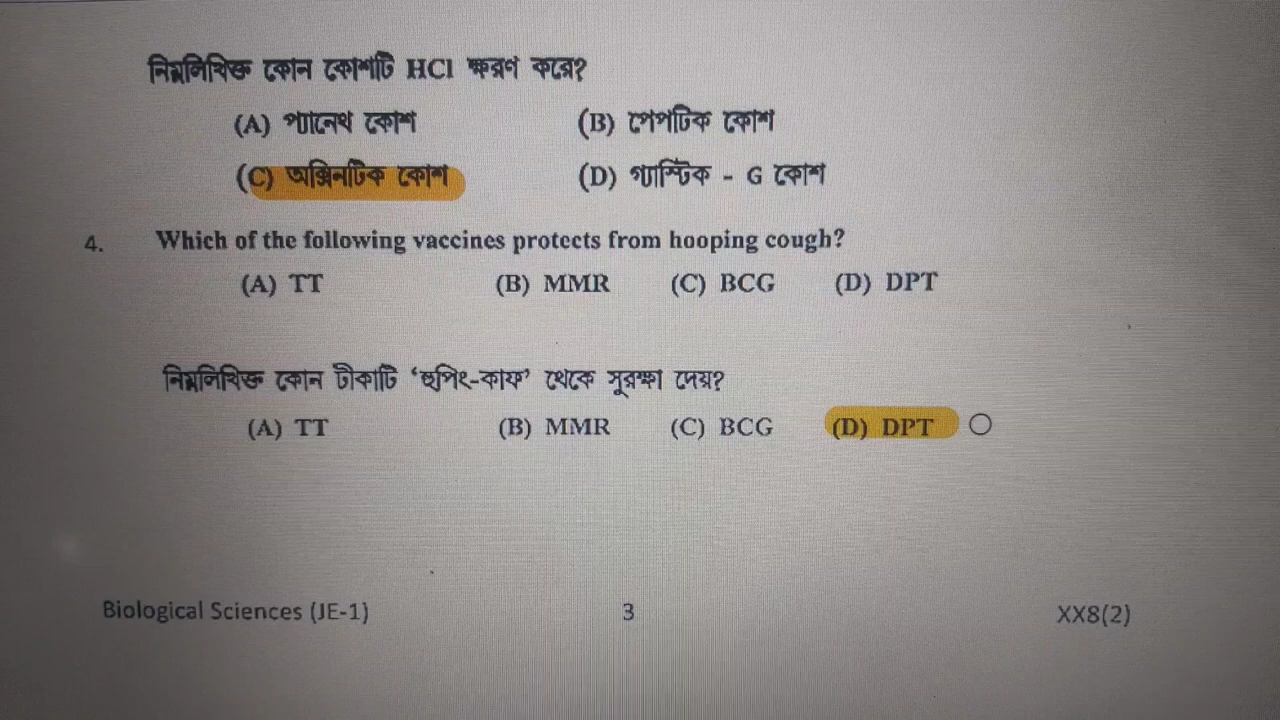 নিম্নলিখিত কোন কোশটি HCl ক্ষরণ করে?
(A) প্যানেথ কোশ (B) পেপটিক কোশ
(C) অক্সিনটিক কোশ (D) গ্যাস্টিক - G কোশ
4. Which of the following vaccines protects from hooping cough?
(A) TT (B) MMR (C) BCG (D) DPT
নিম্নলিখিত কোন টীকাটি ‘হুপিং-কাফ’ থেকে সুরক্ষা দেয়?
(A) TT (B) MMR (C) BCG (D) DPT
Biological Sciences (JE-1) 3 XX8(2)